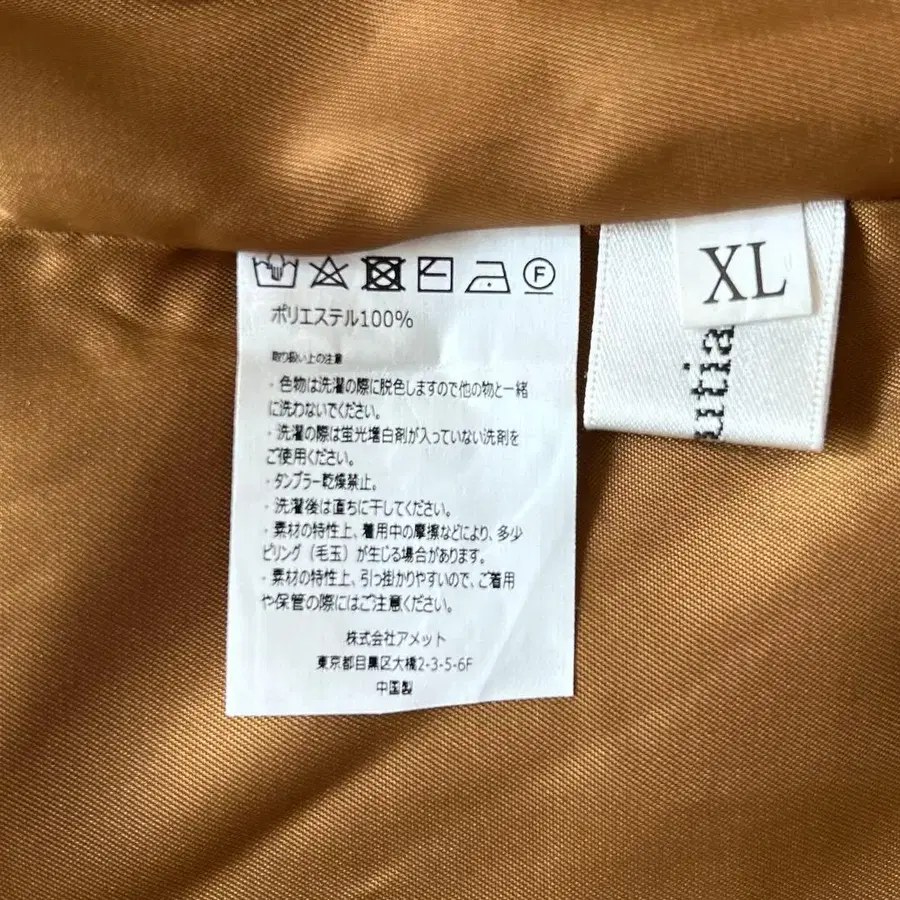 F
ポリエステル100%
取り扱い上の注意
・色物は洗濯の際に脱色しますので他の物と一緒
に洗わないでください。
・洗濯の際は蛍光増白剤が入っていない洗剤を
ご使用ください。
・タンブラー乾燥禁止。
・洗濯後は直ちに干してください。
・素材の特性上、着用中の摩擦などにより、多少
ピリング（毛玉）が生じる場合があります。
・素材の特性上、引っ掛かりやすいので、ご着用
や保管の際にはご注意ください。
株式会社アメット
東京都目黒区大橋2-3-5-6F
中国製
XL